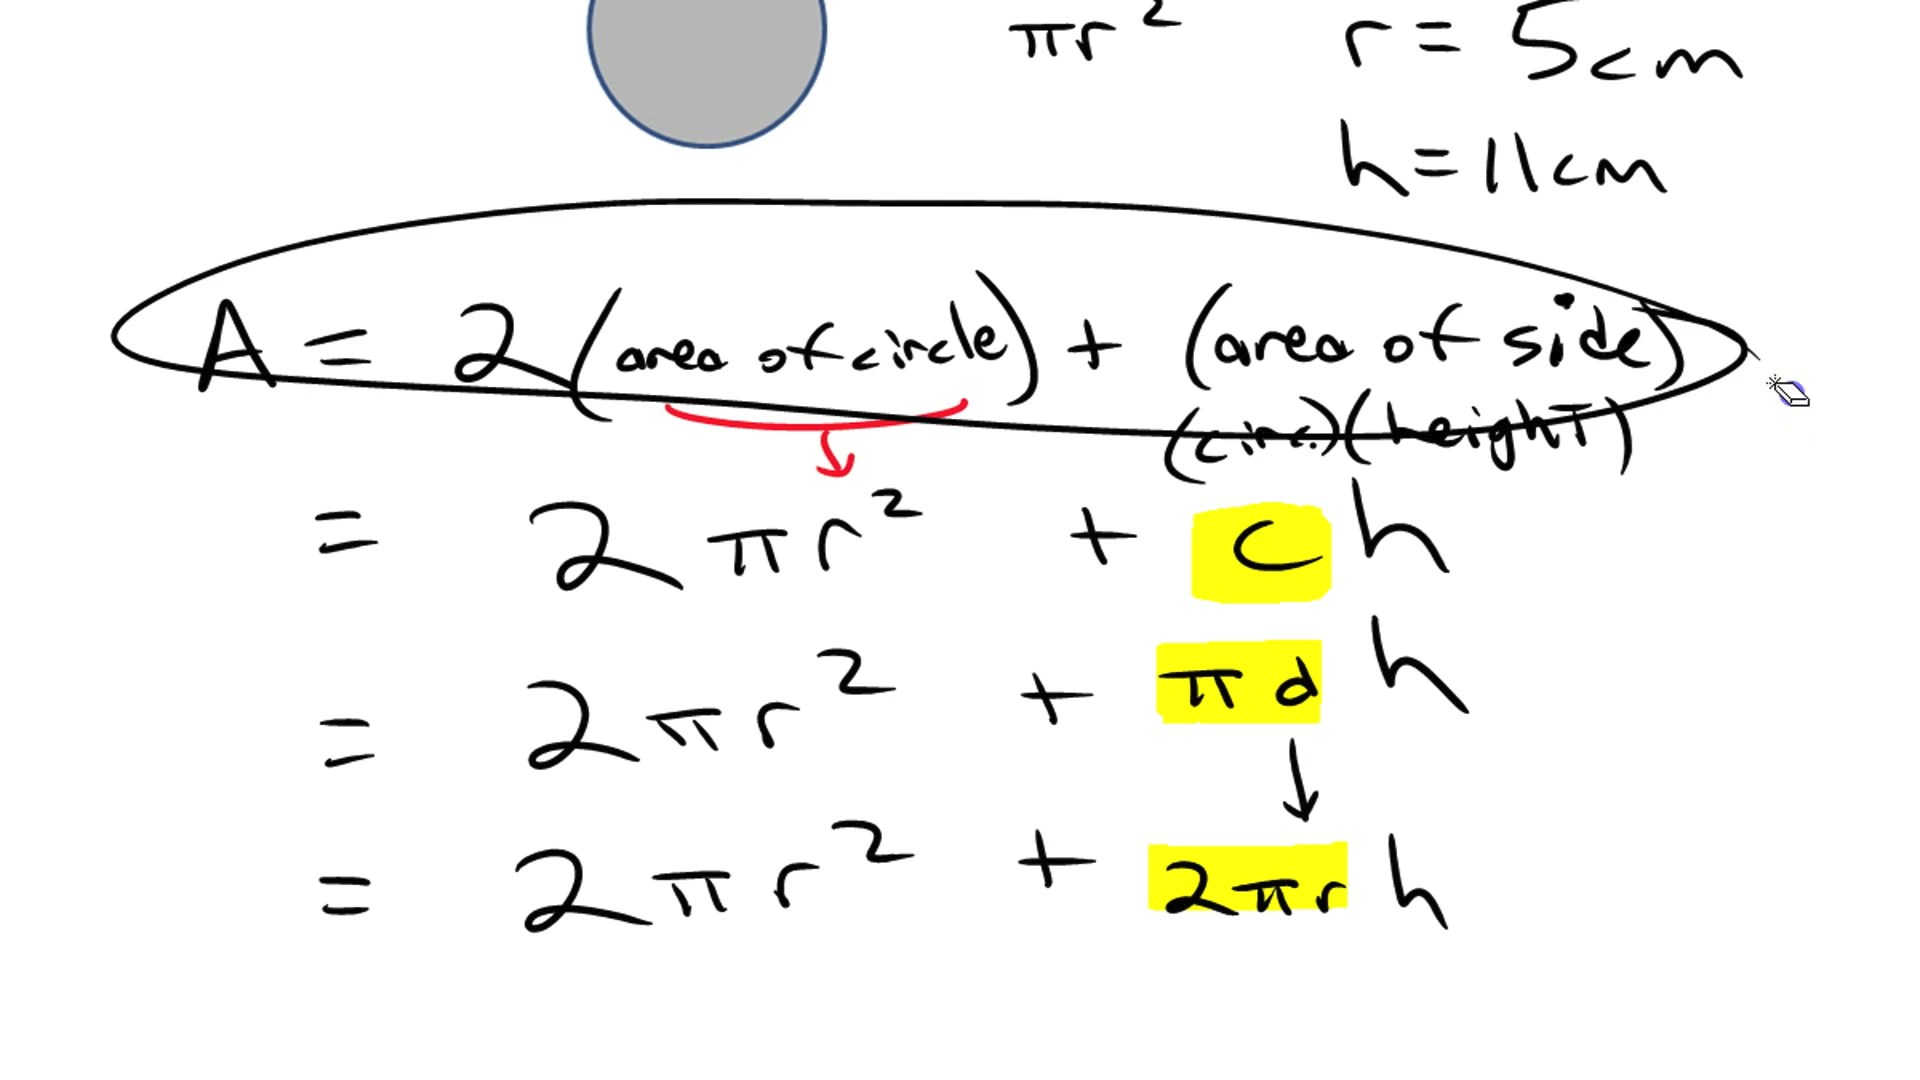 πr² r = 5cm
h = 11cm
A = 2(area of circle) + (area of side)
(circ.)(height)
= 2πr² + Ch
= 2πr² + πdh
= 2πr² + 2πrh